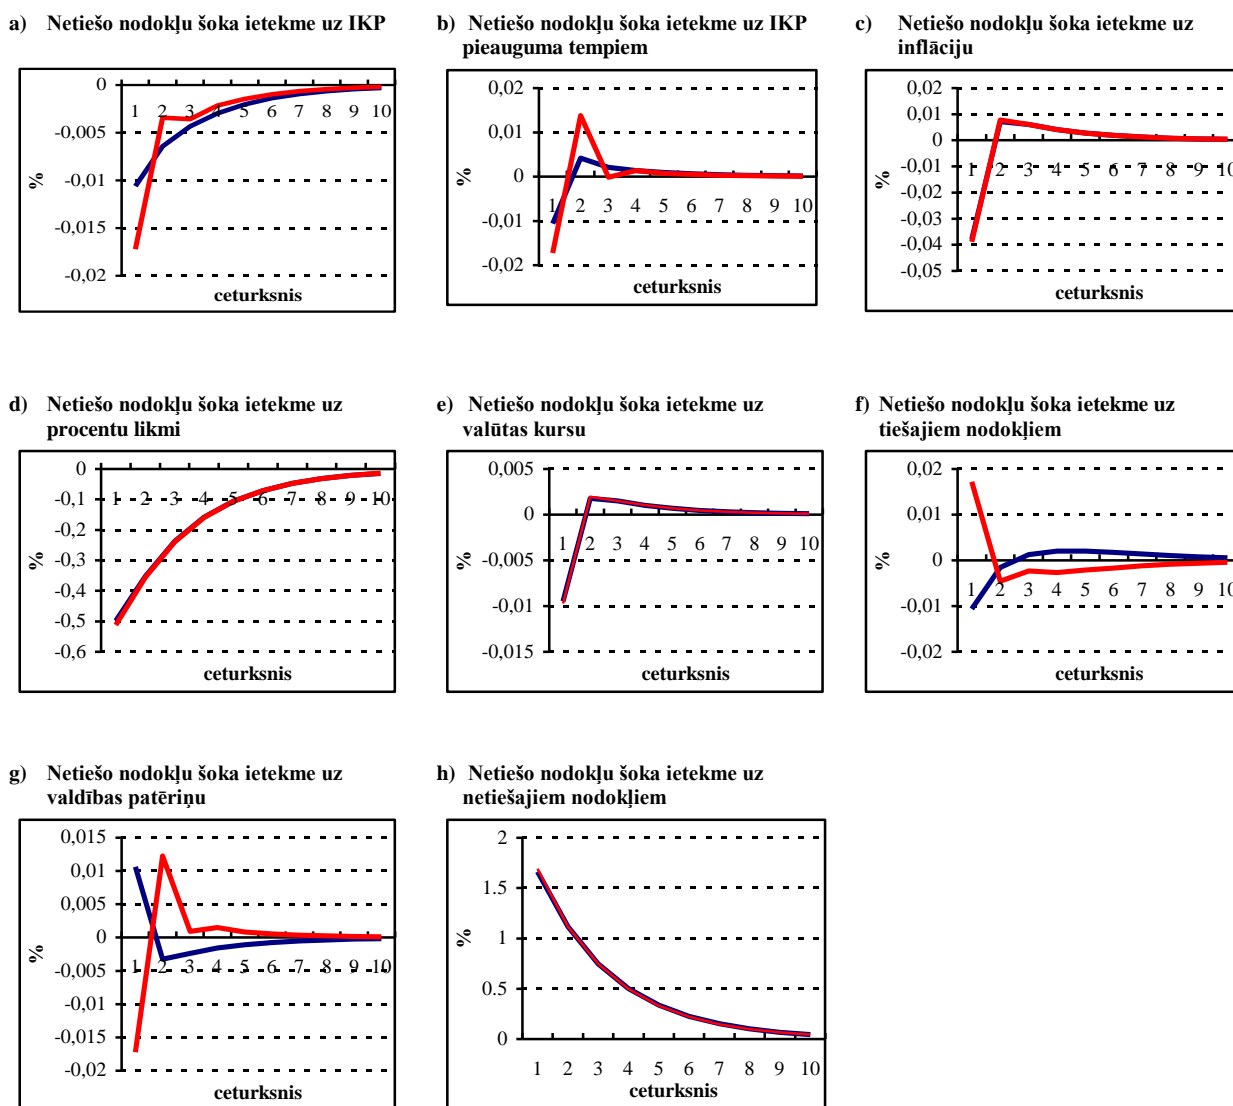 a) Netiešo nodokļu šoka ietekme uz IKP
0
-0,005
-0,01
-0,015
-0,02
%
1 2 3 4 5 6 7 8 9 10
ceturksnis
b) Netiešo nodokļu šoka ietekme uz IKP
pieauguma tempiem
0,02
0,01
0
-0,01
-0,02
%
1 2 3 4 5 6 7 8 9 10
ceturksnis
c) Netiešo nodokļu šoka ietekme uz
inflāciju
0,02
0,01
0
-0,01
-0,02
-0,03
-0,04
-0,05
%
1 2 3 4 5 6 7 8 9 10
ceturksnis
d) Netiešo nodokļu šoka ietekme uz
procentu likmi
0
-0,1
-0,2
-0,3
-0,4
-0,5
-0,6
%
1 2 3 4 5 6 7 8 9 10
ceturksnis
e) Netiešo nodokļu šoka ietekme uz
valūtas kursu
0,005
0
-0,005
-0,01
-0,015
%
1 2 3 4 5 6 7 8 9 10
ceturksnis
f) Netiešo nodokļu šoka ietekme uz
tiešajiem nodokļiem
0,02
0,01
0
-0,01
-0,02
%
1 2 3 4 5 6 7 8 9 10
ceturksnis
g) Netiešo nodokļu šoka ietekme uz
valdības patēriņu
0,015
0,01
0,005
0
-0,005
-0,01
-0,015
-0,02
%
1 2 3 4 5 6 7 8 9 10
ceturksnis
h) Netiešo nodokļu šoka ietekme uz
netiešajiem nodokļiem
2
1.5
1
0.5
0
%
1 2 3 4 5 6 7 8 9 10
ceturksnis